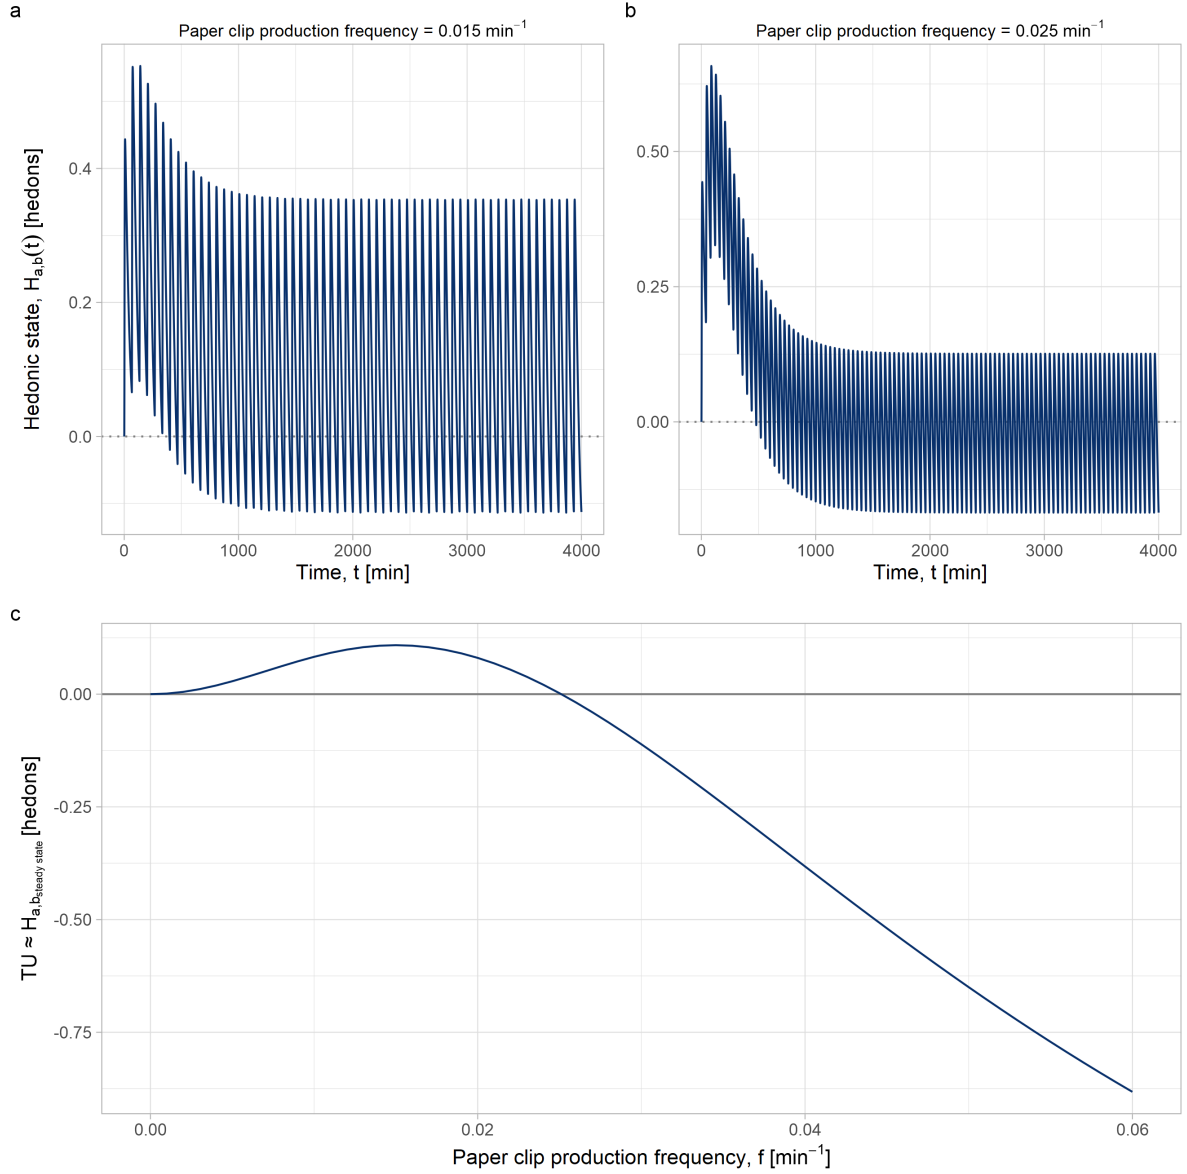 a
Paper clip production frequency = 0.015 min⁻¹
Hedonic state, Hₐ,b(t) [hedons]
0.4
0.2
0.0
0 1000 2000 3000 4000
Time, t [min]
b
Paper clip production frequency = 0.025 min⁻¹
0.50
0.25
0.00
0 1000 2000 3000 4000
Time, t [min]
c
TU ≈ Ha,bsteady state [hedons]
0.00
-0.25
-0.50
-0.75
0.00 0.02 0.04 0.06
Paper clip production frequency, f [min⁻¹]